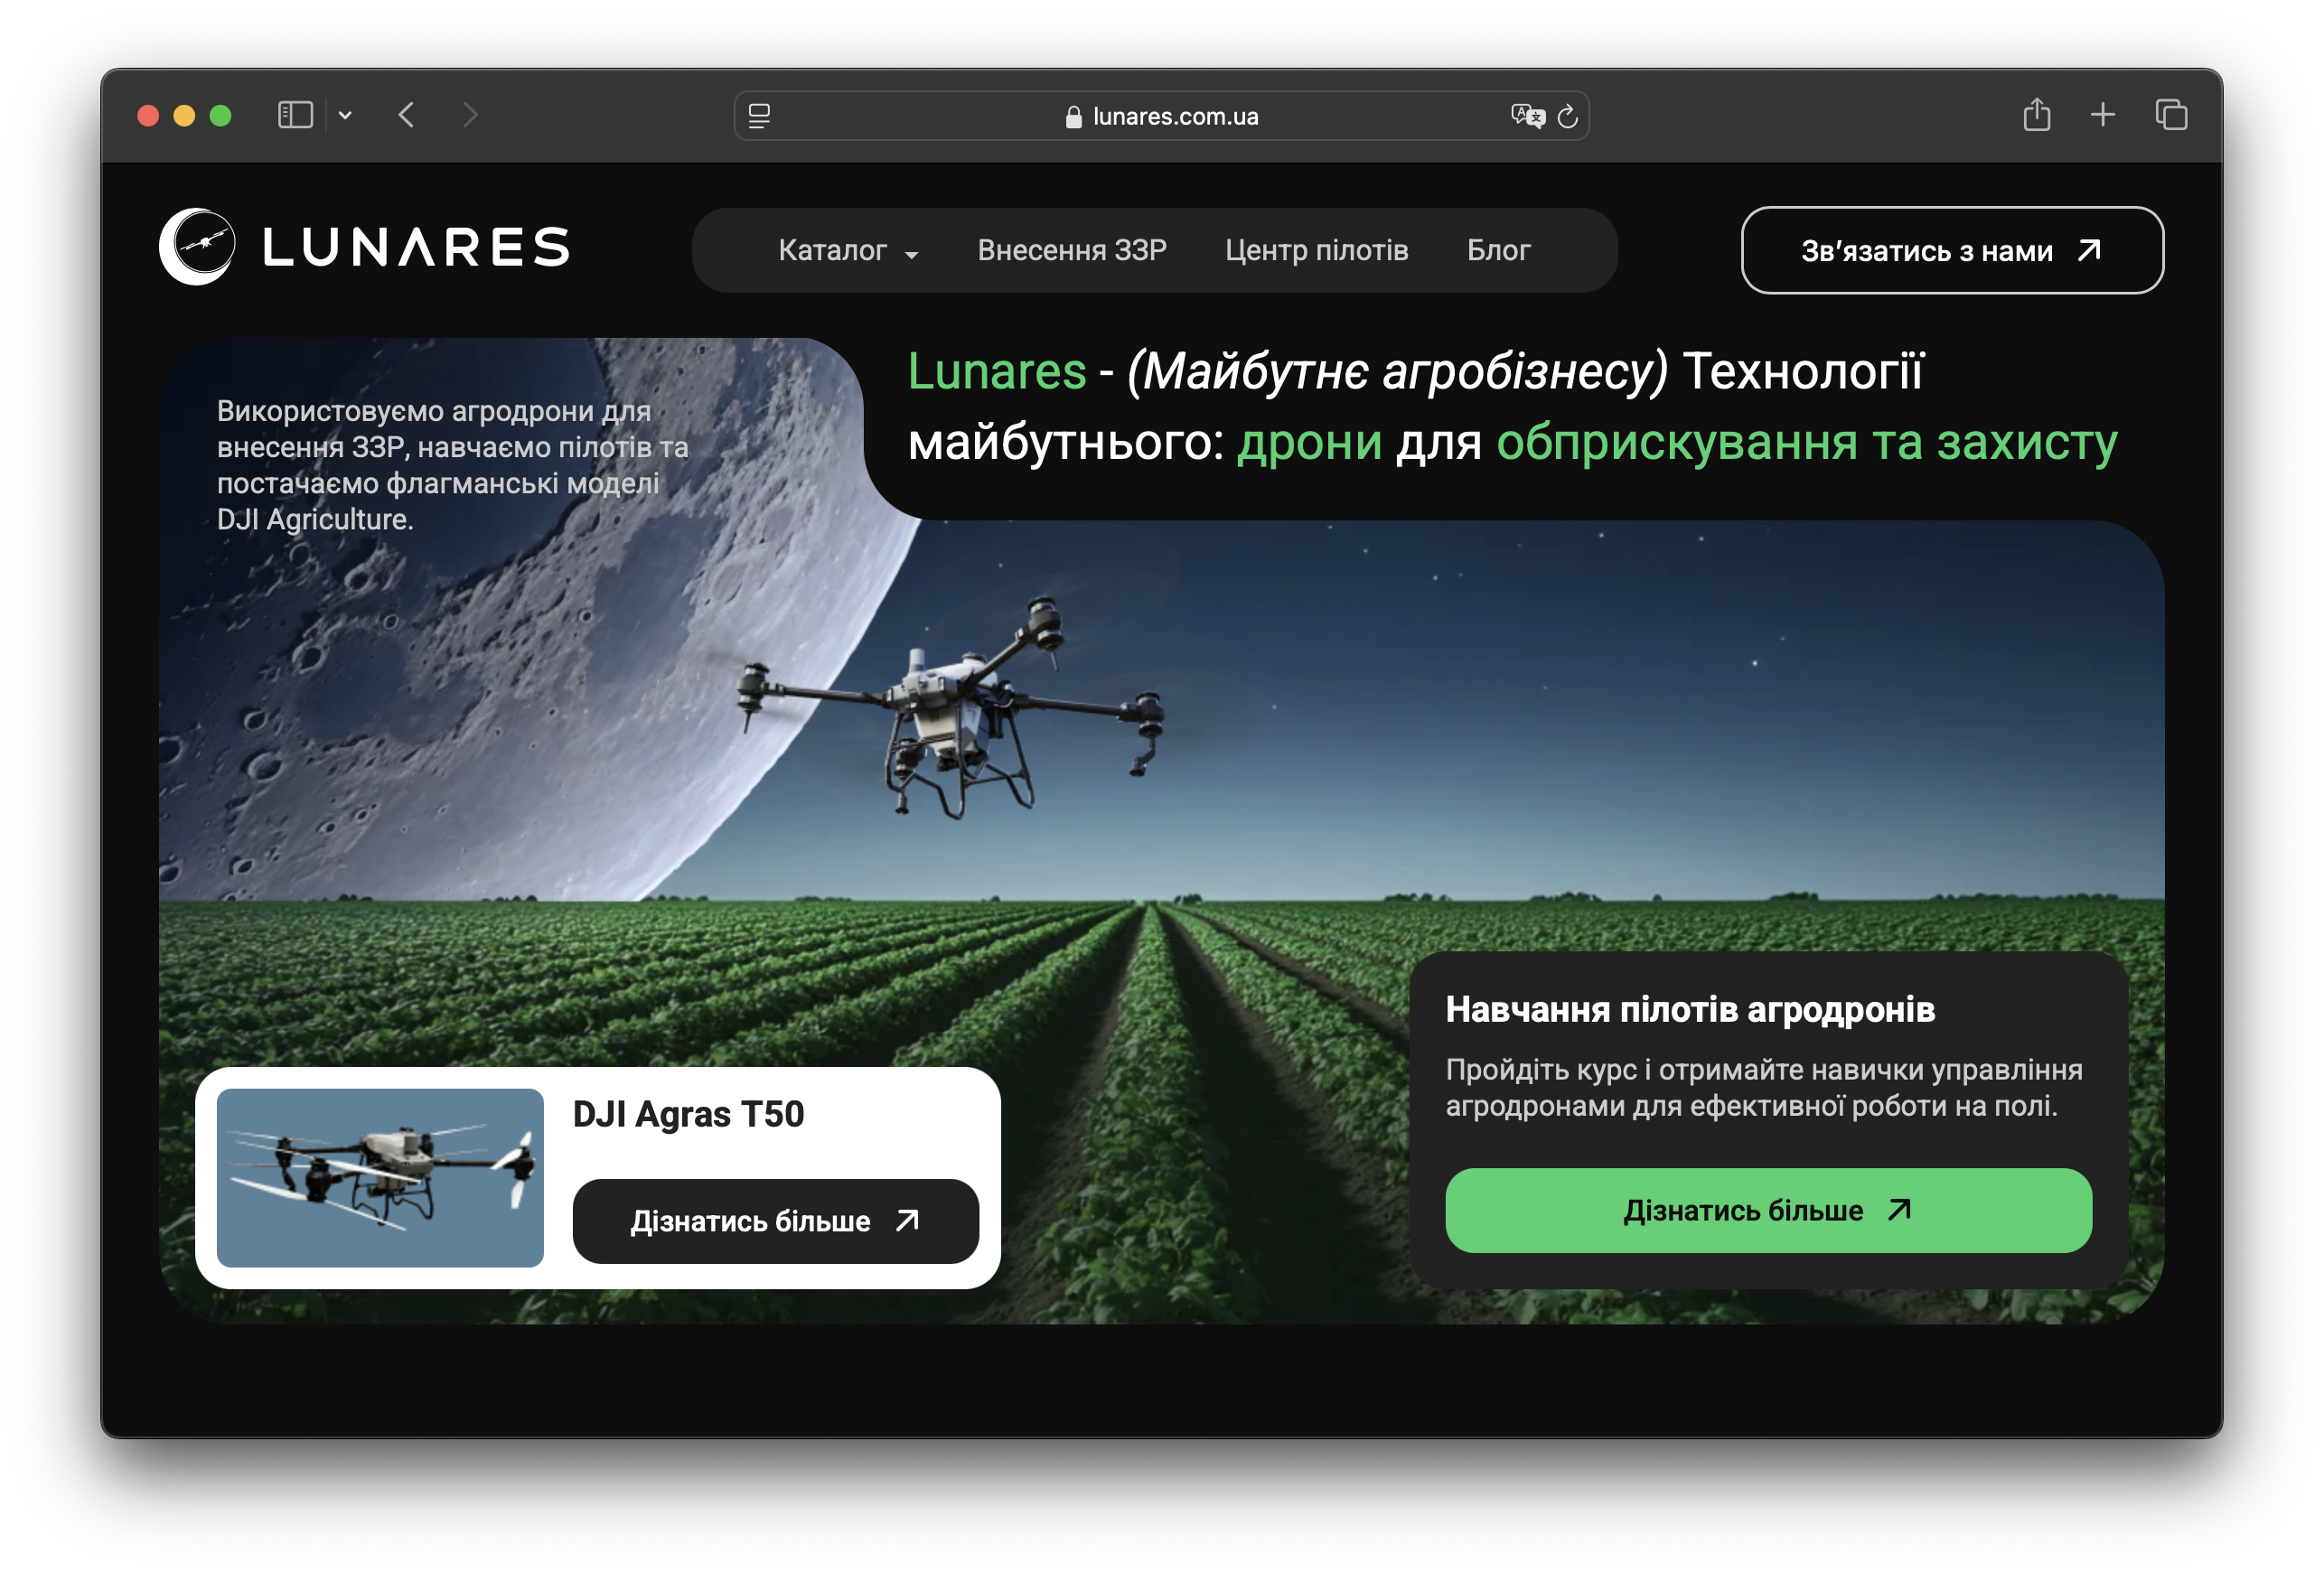 lunares.com.ua
LUNARES
Каталог
Внесення ЗЗР
Центр пілотів
Блог
Зв'язатись з нами
Використовуємо агродрони для
внесення ЗЗР, навчаємо пілотів та
постачаємо флагманські моделі
DJI Agriculture.
Lunares - (Майбутнє агробізнесу) Технології
майбутнього: дрони для обприскування та захисту
DJI Agras T50
Дізнатись більше
Навчання пілотів агродронів
Пройдіть курс і отримайте навички управління
агродронами для ефективної роботи на полі.
Дізнатись більше